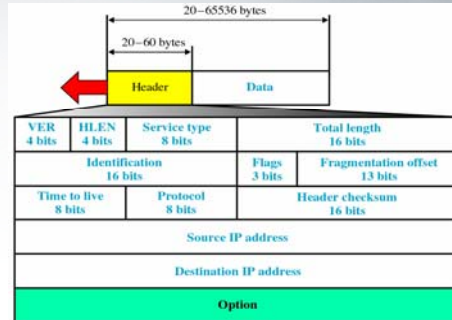 20–65536 bytes
20–60 bytes
Header
Data
VER
4 bits
HLEN
4 bits
Service type
8 bits
Total length
16 bits
Identification
16 bits
Flags
3 bits
Fragmentation offset
13 bits
Time to live
8 bits
Protocol
8 bits
Header checksum
16 bits
Source IP address
Destination IP address
Option